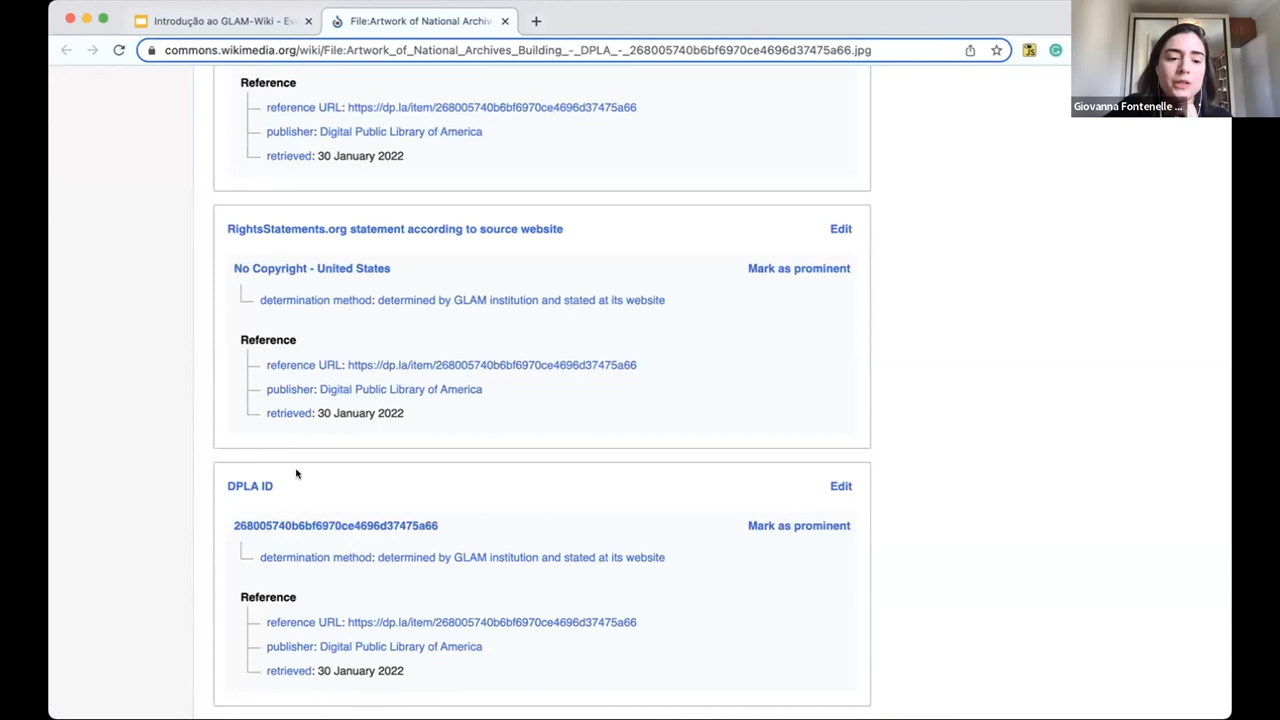 Introdução ao GLAM-Wiki - Ev
File:Artwork of National Archiv
commons.wikimedia.org/wiki/File:Artwork_of_National_Archives_Building_-_DPLA_-_268005740b6bf6970ce4696d37475a66.jpg
Giovanna Fontenelle ...
Reference
reference URL: https://dp.la/item/268005740b6bf6970ce4696d37475a66
publisher: Digital Public Library of America
retrieved: 30 January 2022
RightsStatements.org statement according to source website Edit
No Copyright - United States Mark as prominent
determination method: determined by GLAM institution and stated at its website
Reference
reference URL: https://dp.la/item/268005740b6bf6970ce4696d37475a66
publisher: Digital Public Library of America
retrieved: 30 January 2022
DPLA ID Edit
268005740b6bf6970ce4696d37475a66 Mark as prominent
determination method: determined by GLAM institution and stated at its website
Reference
reference URL: https://dp.la/item/268005740b6bf6970ce4696d37475a66
publisher: Digital Public Library of America
retrieved: 30 January 2022